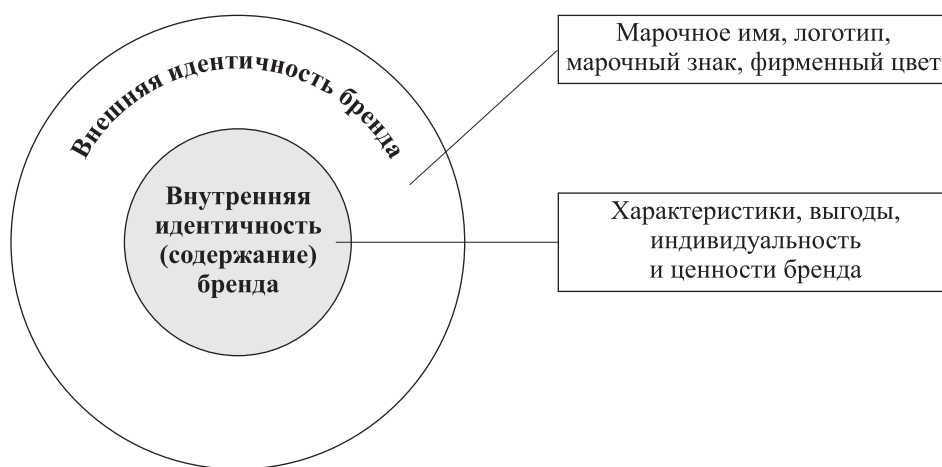 Внешняя идентичность бренда
Внутренняя
идентичность
(содержание)
бренда
Марочное имя, логотип,
марочный знак, фирменный цвет
Характеристики, выгоды,
индивидуальность
и ценности бренда